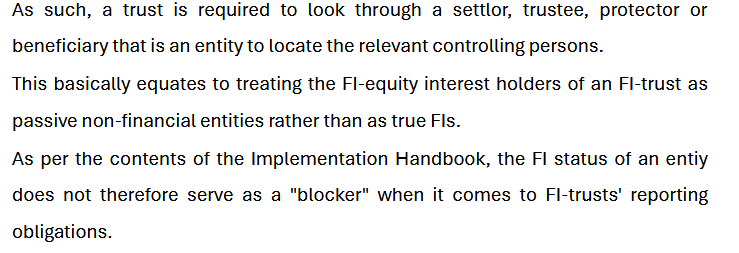 As such, a trust is required to look through a settlor, trustee, protector or
beneficiary that is an entity to locate the relevant controlling persons.
This basically equates to treating the FI-equity interest holders of an FI-trust as
passive non-financial entities rather than as true FIs.
As per the contents of the Implementation Handbook, the FI status of an entiy
does not therefore serve as a "blocker" when it comes to FI-trusts' reporting
obligations.